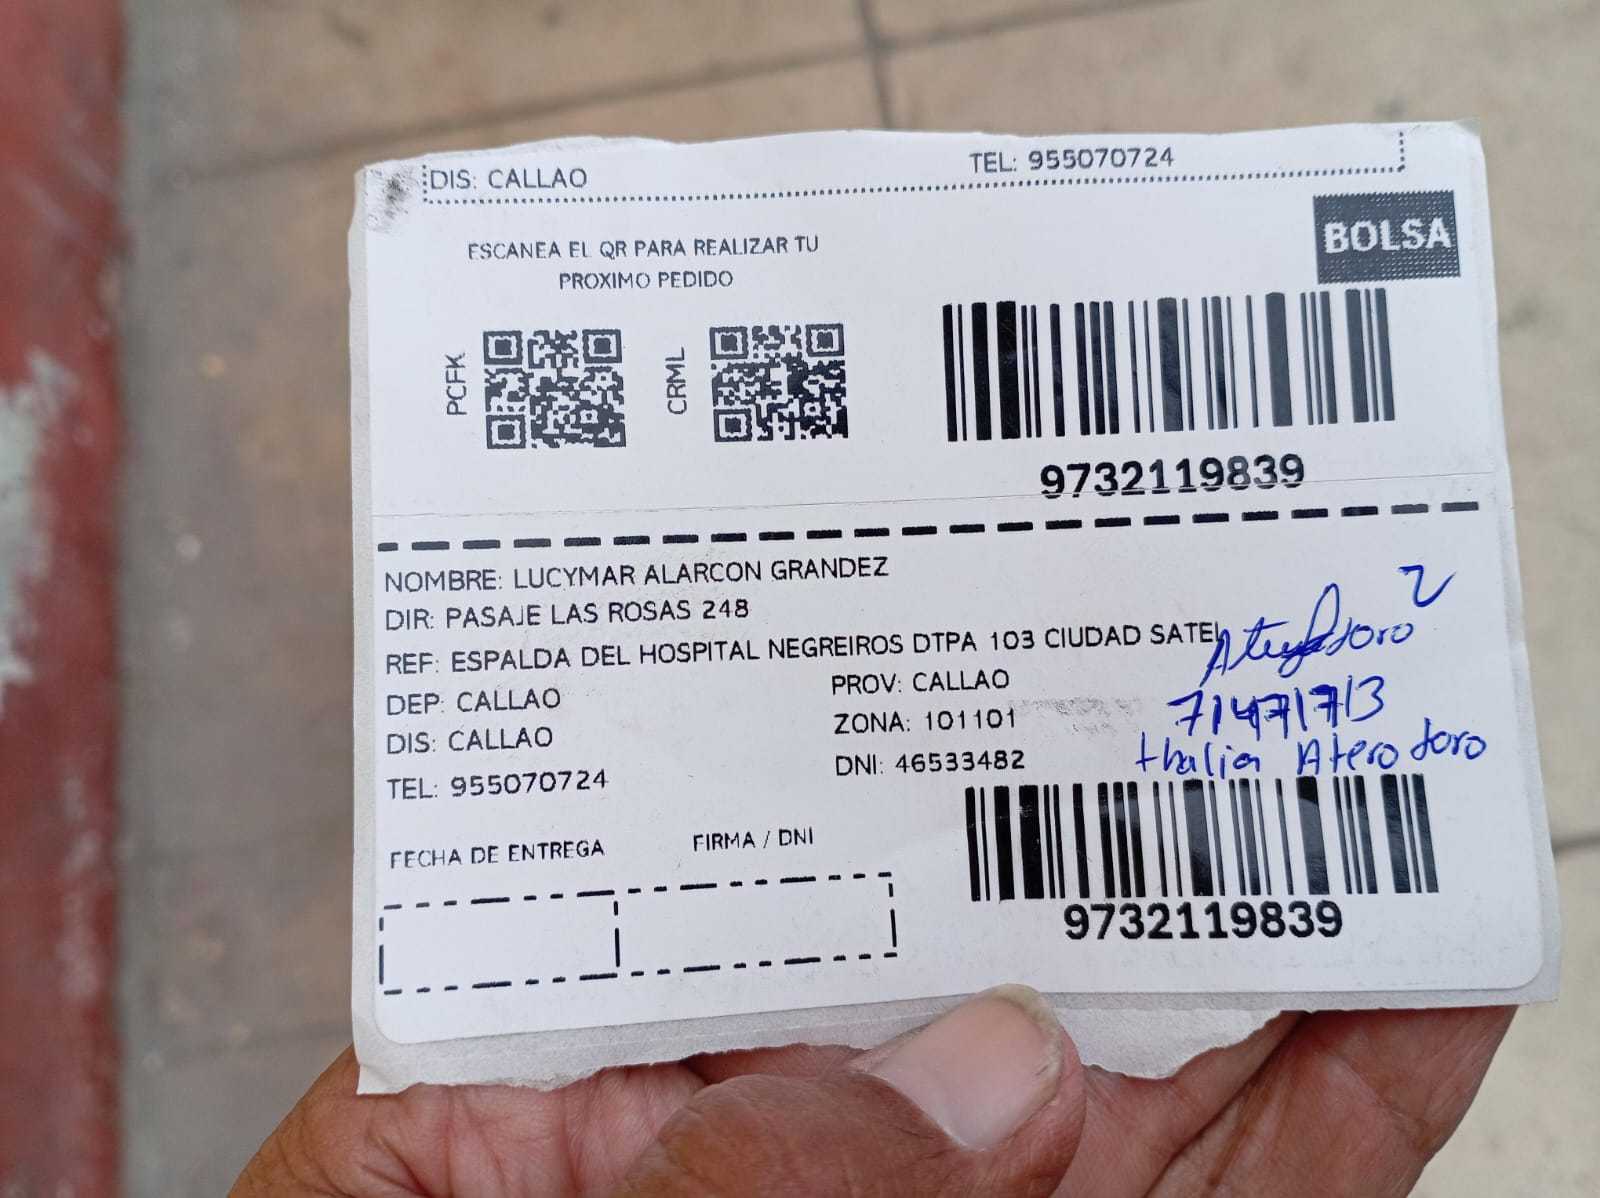 DIS: CALLAO
TEL: 955070724
BOLSA
ESCANEA EL QR PARA REALIZAR TU
PROXIMO PEDIDO
PCFK
CRML
9732119839
NOMBRE: LUCYMAR ALARCON GRANDEZ
DIR: PASAJE LAS ROSAS 248
REF: ESPALDA DEL HOSPITAL NEGREIROS DTPA 103 CIUDAD SATEL
DEP: CALLAO
PROV: CALLAO
DIS: CALLAO
ZONA: 101101
TEL: 955070724
DNI: 46533482
2
71471713
thalia
FECHA DE ENTREGA
FIRMA / DNI
9732119839